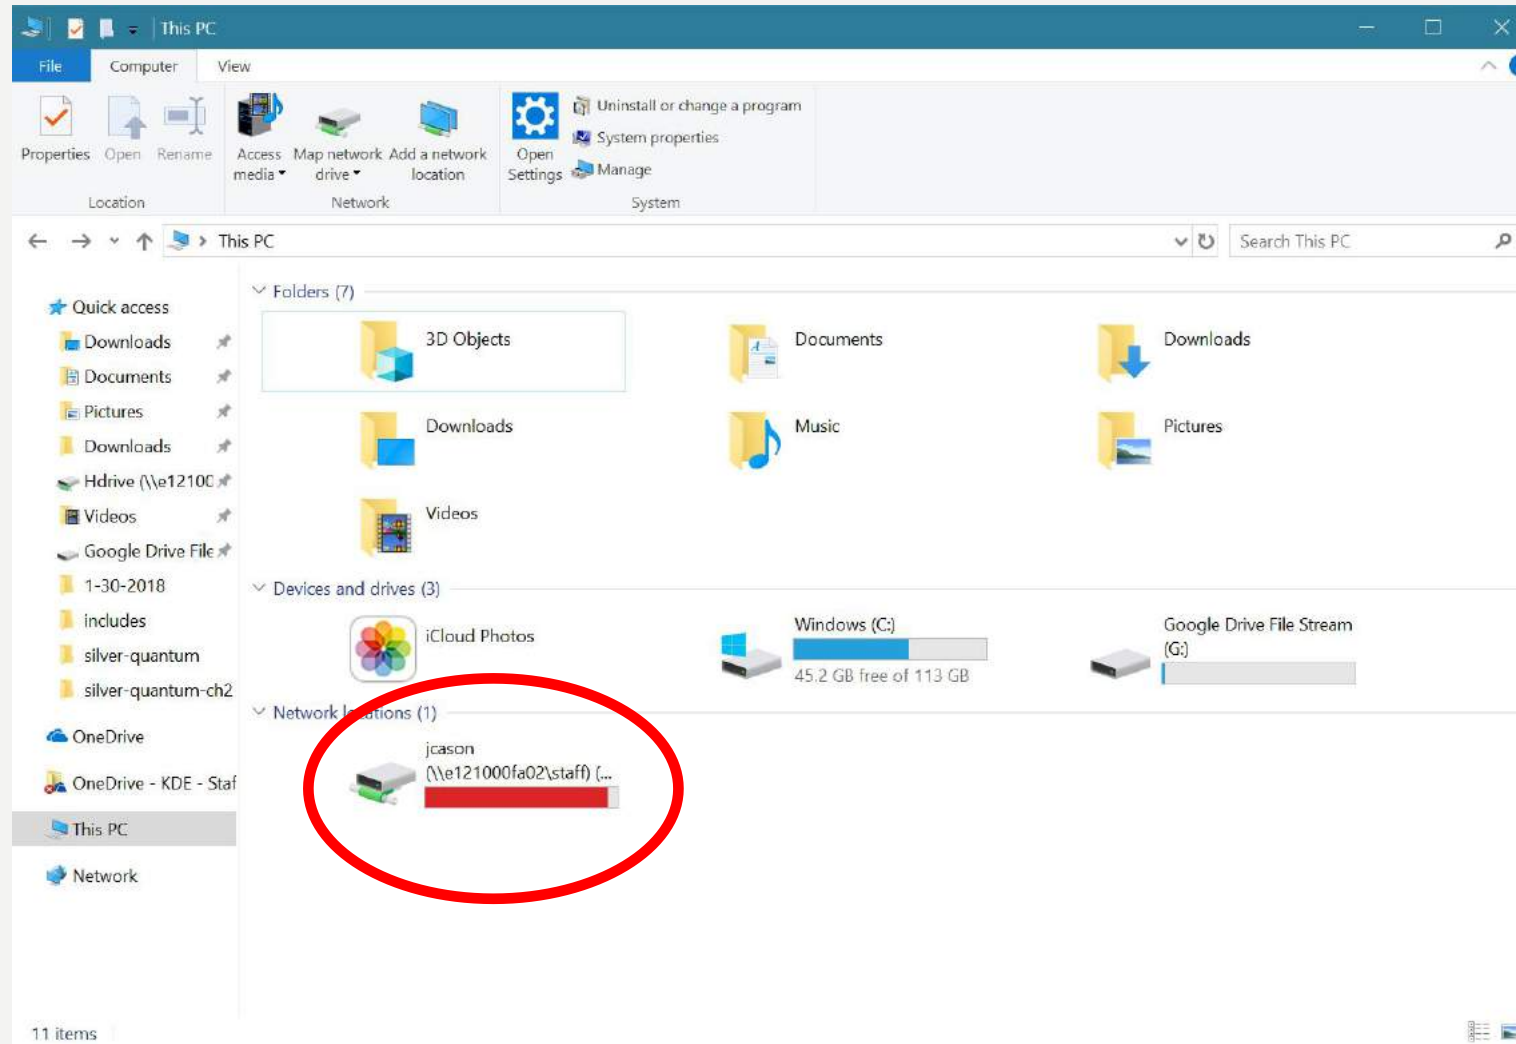 This PC
File Computer View
Properties Open Rename Access media Map network drive Add a network location Open Settings Uninstall or change a program
System properties
Manage
Location Network System
This PC Search This PC
Quick access
Downloads
Documents
Pictures
Downloads
Hdrive (\\e12100
Videos
Google Drive File
1-30-2018
includes
silver-quantum
silver-quantum-ch2
OneDrive
OneDrive - KDE - Staf
This PC
Network
Folders (7)
3D Objects
Documents
Downloads
Downloads
Music
Pictures
Videos
Devices and drives (3)
iCloud Photos
Windows (C:)
45.2 GB free of 113 GB
Google Drive File Stream
(G:)
Network locations (1)
jcason
(\\e121000fa02\staff) (...
11 items